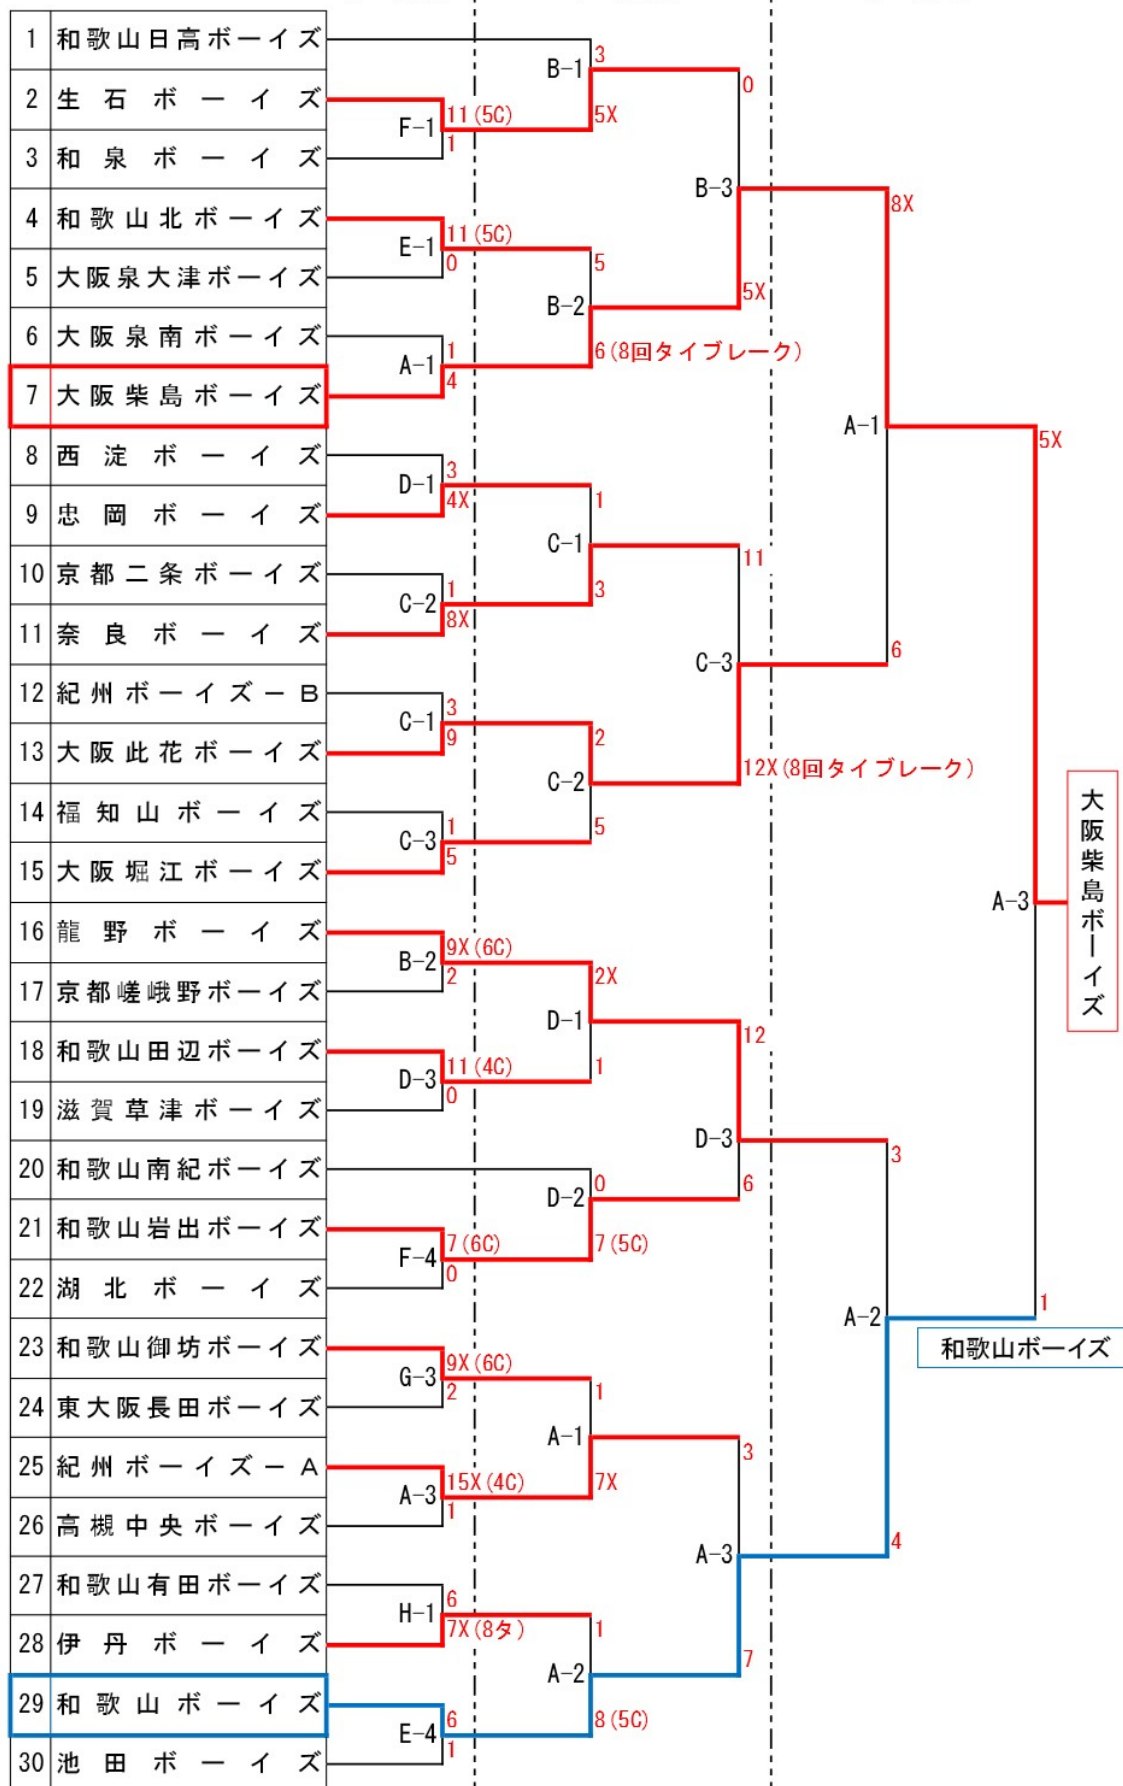 1 和歌山日高ボーイズ
2 生石ボーイズ
3 和泉ボーイズ
4 和歌山北ボーイズ
5 大阪泉大津ボーイズ
6 大阪泉南ボーイズ
7 大阪柴島ボーイズ
8 西淀ボーイズ
9 忠岡ボーイズ
10 京都二条ボーイズ
11 奈良ボーイズ
12 紀州ボーイズーB
13 大阪此花ボーイズ
14 福知山ボーイズ
15 大阪堀江ボーイズ
16 龍野ボーイズ
17 京都嵯峨野ボーイズ
18 和歌山田辺ボーイズ
19 滋賀草津ボーイズ
20 和歌山南紀ボーイズ
21 和歌山岩出ボーイズ
22 湖北ボーイズ
23 和歌山御坊ボーイズ
24 東大阪長田ボーイズ
25 紀州ボーイズーA
26 高槻中央ボーイズ
27 和歌山有田ボーイズ
28 伊丹ボーイズ
29 和歌山ボーイズ
30 池田ボーイズ
F-1
11(5C)
1
E-1
11(5C)
0
A-1
1
4
D-1
3
4X
C-2
1
8X
C-1
3
9
C-3
1
5
B-2
9X(6C)
2
D-3
11(4C)
0
F-4
7(6C)
0
G-3
9X(6C)
2
A-3
15X(4C)
1
H-1
6
7X(8タ)
E-4
6
1
B-1
3
5X
B-2
5
6(8回タイブレーク)
C-1
1
3
C-2
2
5
D-1
2X
1
D-2
0
7(5C)
A-1
1
7X
A-2
1
8(5C)
B-3
0
5X
C-3
11
12X(8回タイブレーク)
D-3
12
6
A-3
3
7
A-1
8X
6
A-2
3
4
A-3
5X
1
大阪柴島ボーイズ
和歌山ボーイズ